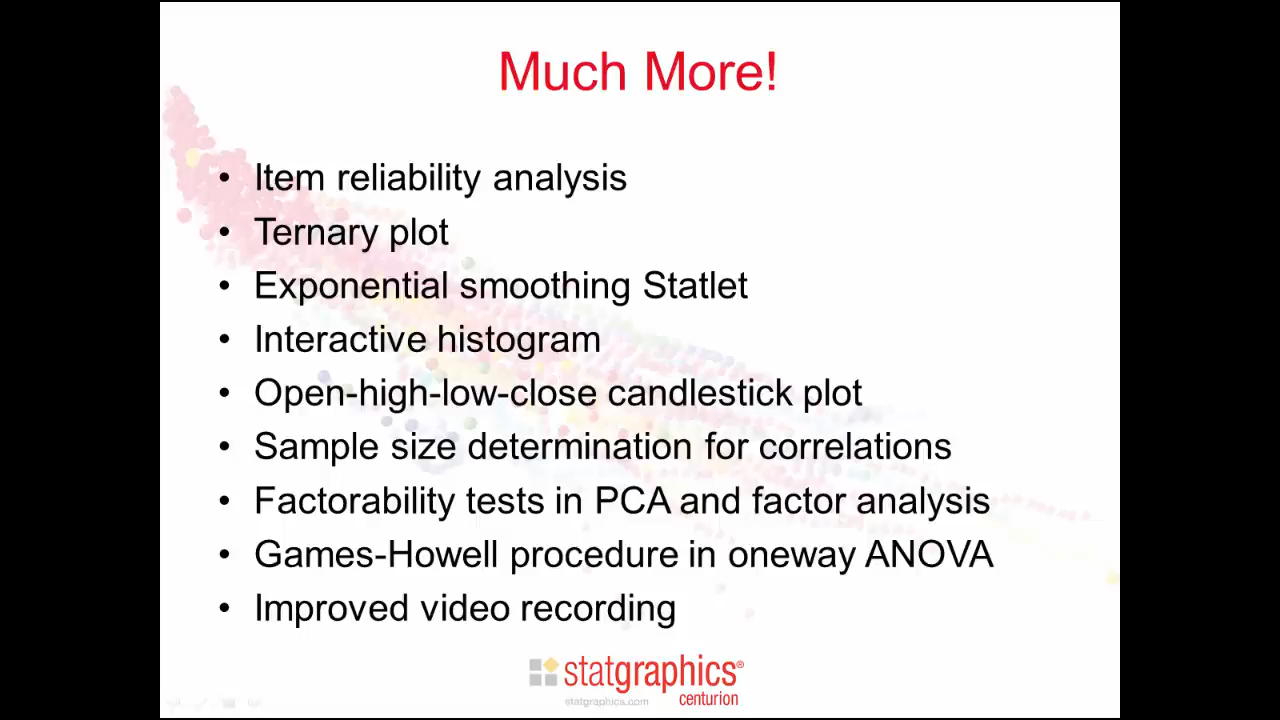 Much More!
• Item reliability analysis
• Ternary plot
• Exponential smoothing Statlet
• Interactive histogram
• Open-high-low-close candlestick plot
• Sample size determination for correlations
• Factorability tests in PCA and factor analysis
• Games-Howell procedure in oneway ANOVA
• Improved video recording
statgraphics®
statgraphics.com centurion